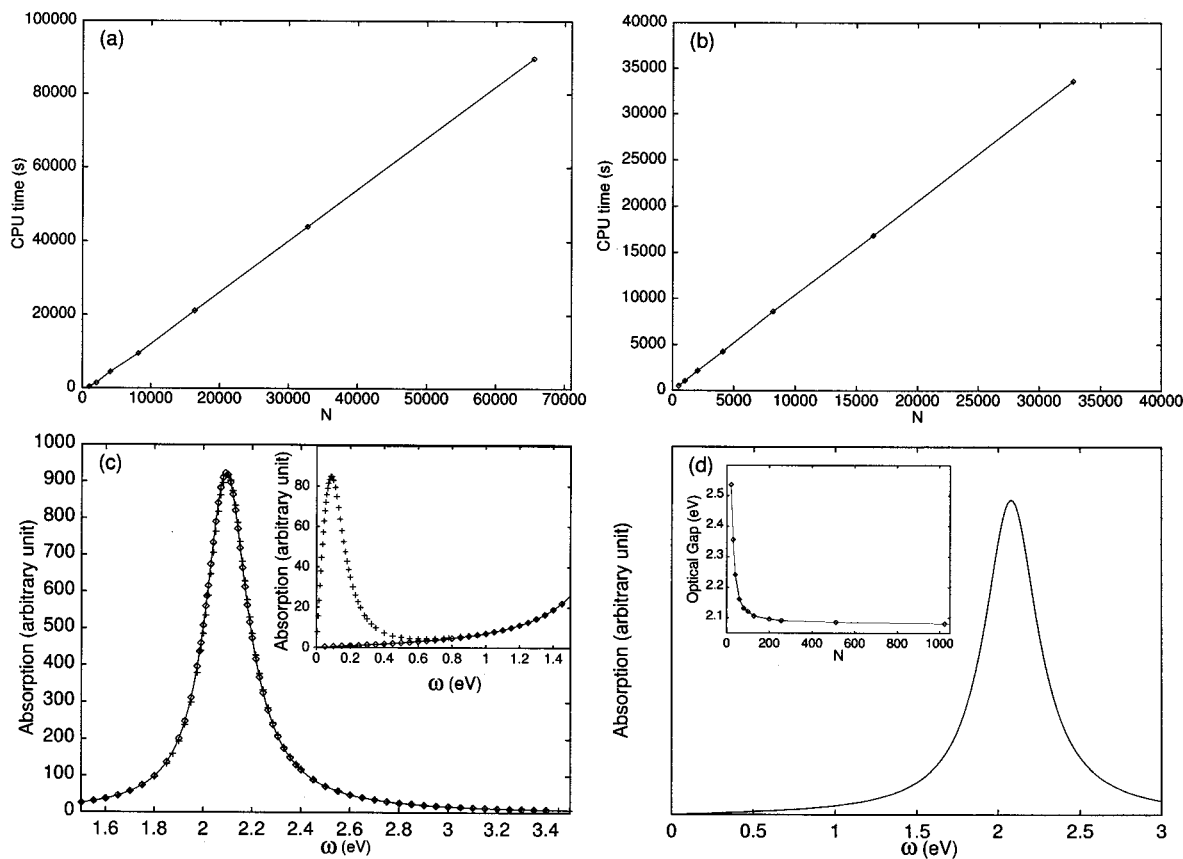 (a)
CPU time (s)
100000
80000
60000
40000
20000
0
0 10000 20000 30000 40000 50000 60000 70000
N
(b)
CPU time (s)
40000
35000
30000
25000
20000
15000
10000
5000
0
0 5000 10000 15000 20000 25000 30000 35000 40000
N
(c)
Absorption (arbitrary unit)
1000
900
800
700
600
500
400
300
200
100
0
1.6 1.8 2 2.2 2.4 2.6 2.8 3 3.2 3.4
ω (eV)
Absorption (arbitrary unit)
80
60
40
20
0
0 0.2 0.4 0.6 0.8 1 1.2 1.4
ω (eV)
(d)
Absorption (arbitrary unit)
0 0.5 1 1.5 2 2.5 3
ω (eV)
Optical Gap (eV)
2.5
2.4
2.3
2.2
2.1
0 200 400 600 800 1000
N